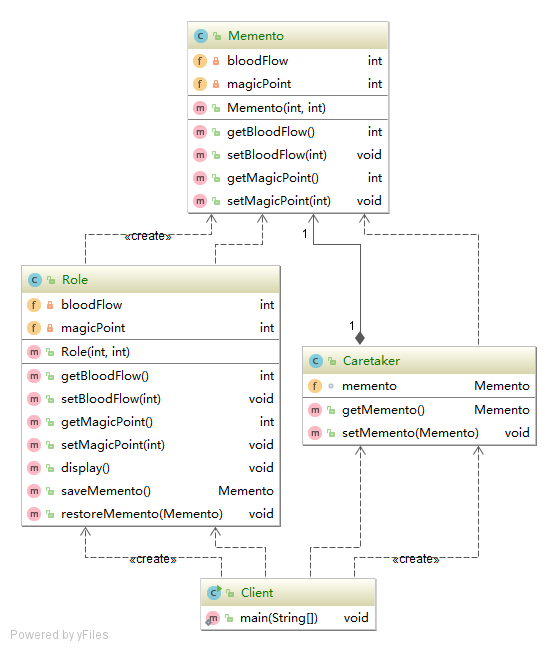 Memento
bloodFlow int
magicPoint int
Memento(int, int)
getBloodFlow() int
setBloodFlow(int) void
getMagicPoint() int
setMagicPoint(int) void
«create»
1
Role
bloodFlow int
magicPoint int
Role(int, int)
getBloodFlow() int
setBloodFlow(int) void
getMagicPoint() int
setMagicPoint(int) void
display() void
saveMemento() Memento
restoreMemento(Memento) void
1
Caretaker
memento Memento
getMemento() Memento
setMemento(Memento) void
«create»
«create»
Client
main(String[]) void
Powered by yFiles